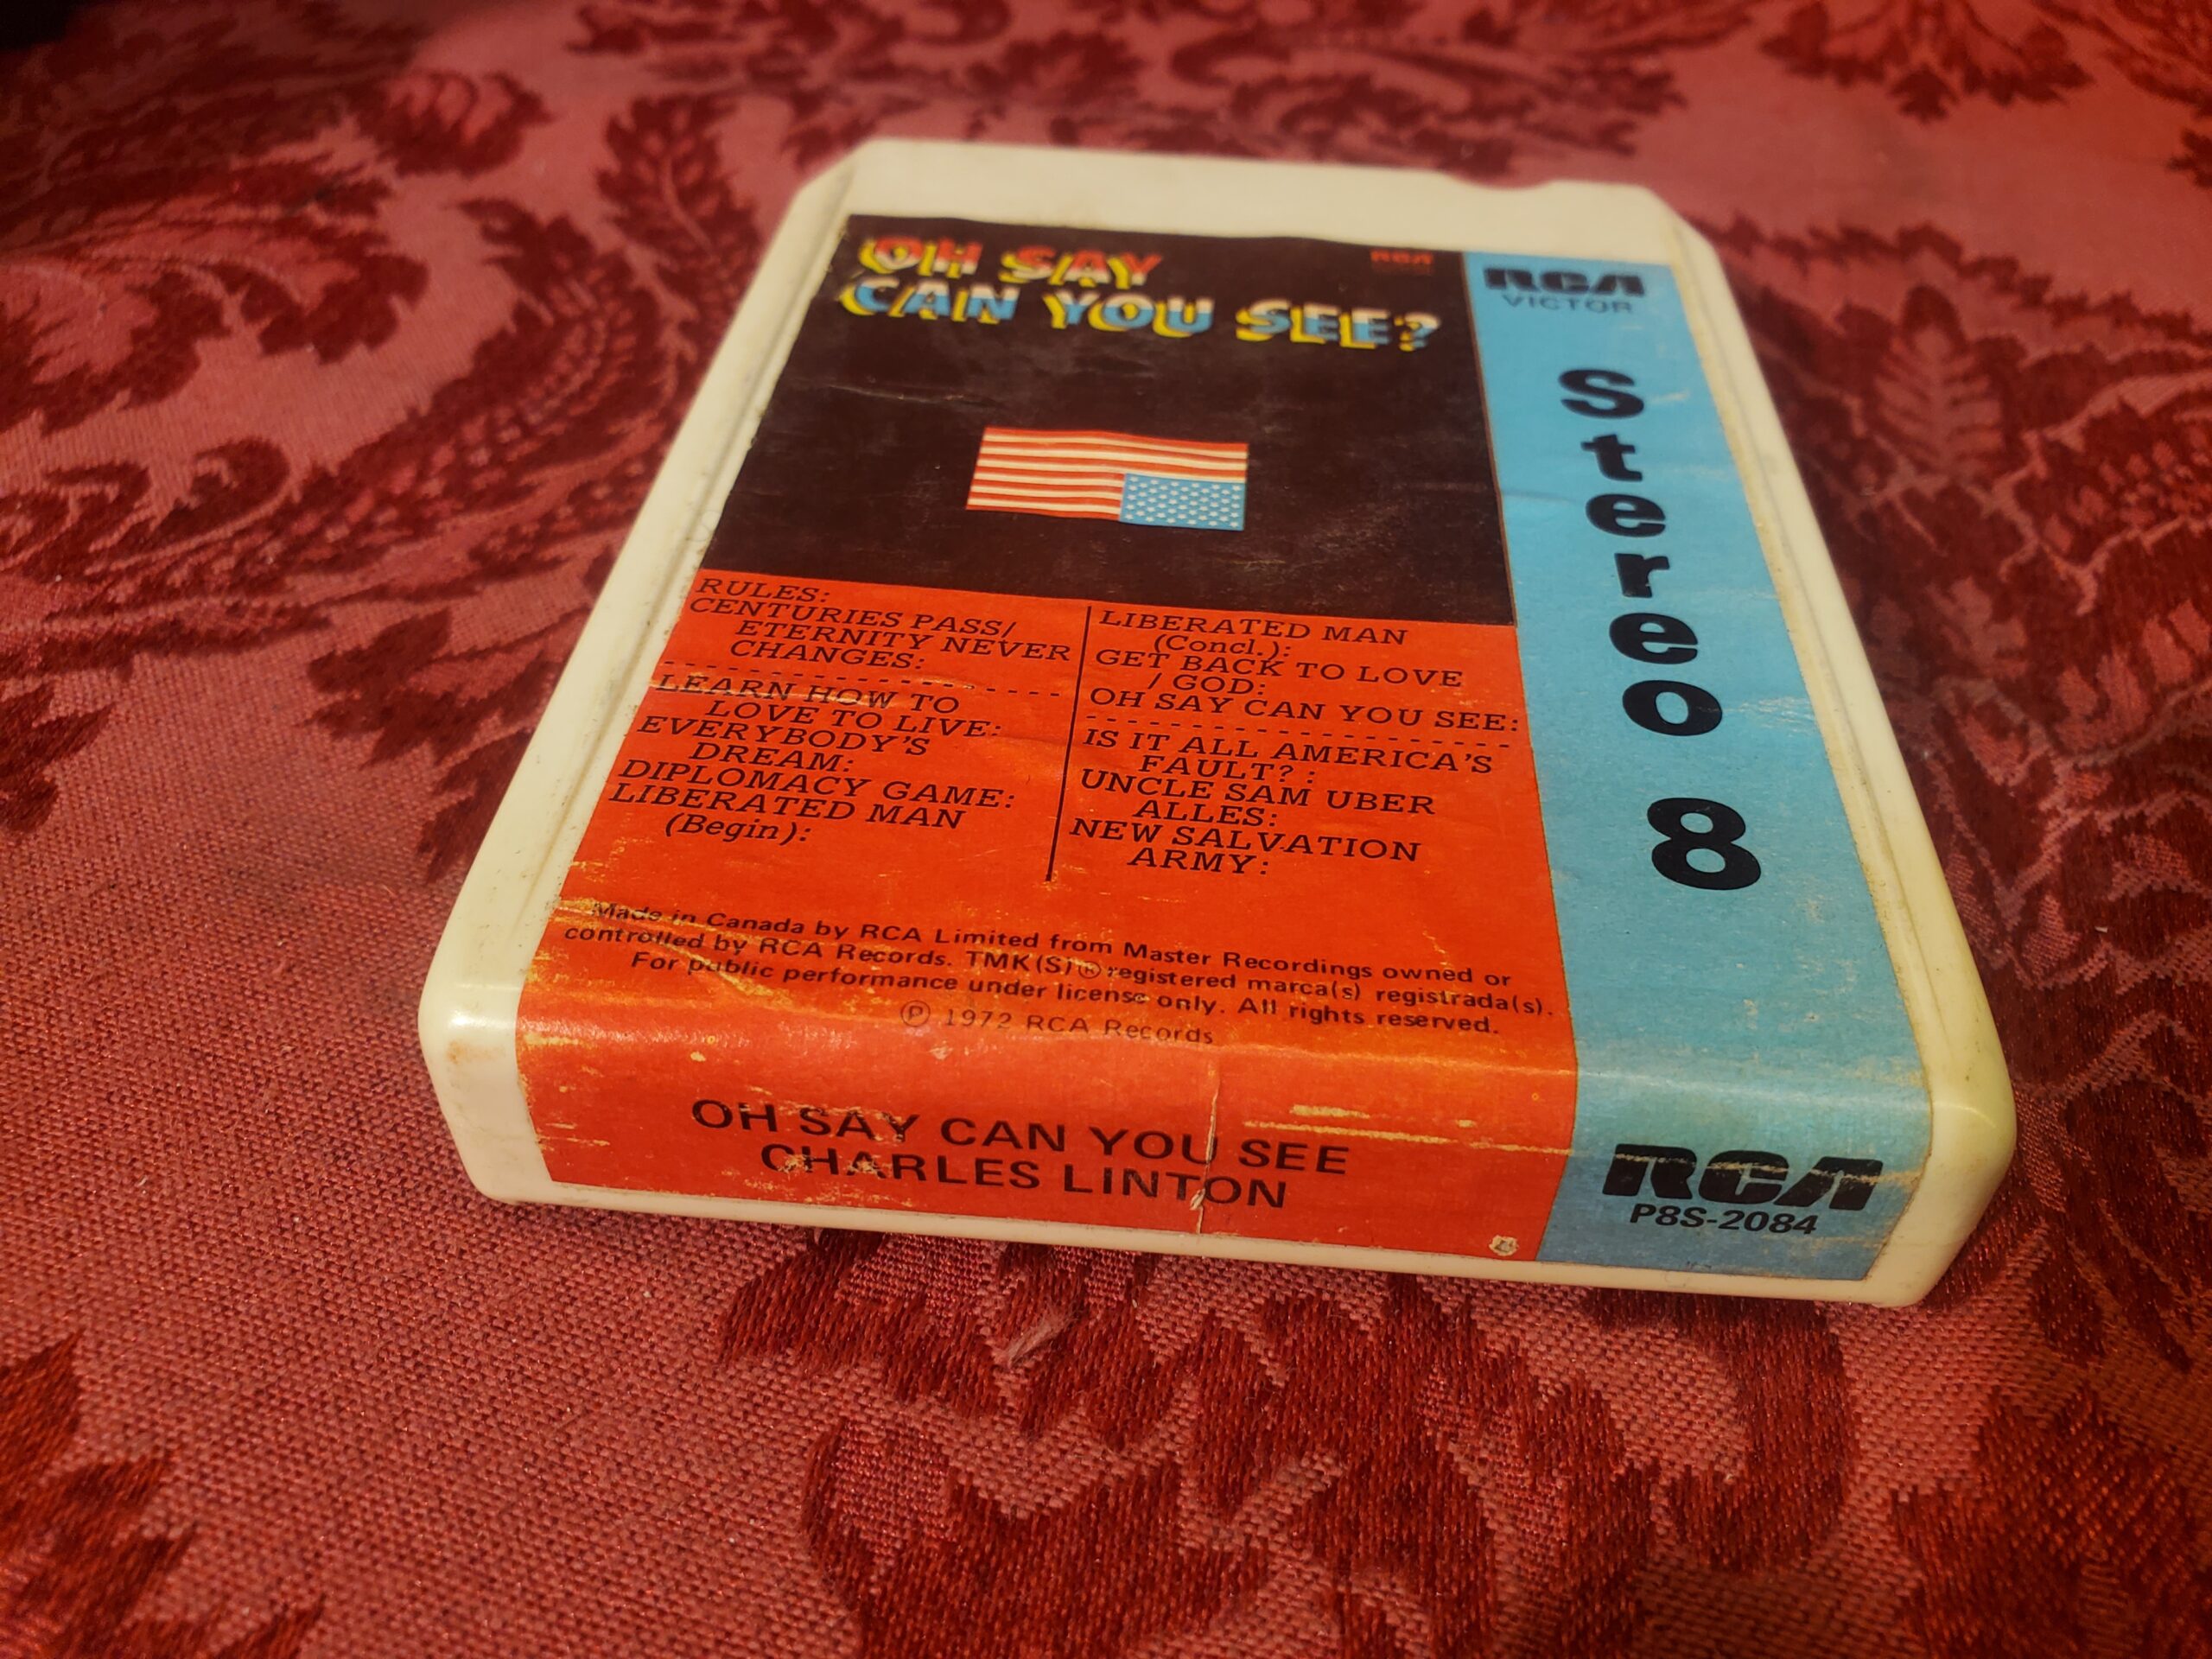 OH SAY
CAN YOU SEE?
RCA
RCA
VICTOR
Stereo 8
RULES:
CENTURIES PASS/
ETERNITY NEVER
CHANGES:
LEARN HOW TO
LOVE TO LIVE:
EVERYBODY'S
DREAM:
DIPLOMACY GAME:
LIBERATED MAN
(Begin):
LIBERATED MAN
(Concl.):
GET BACK TO LOVE
/ GOD:
OH SAY CAN YOU SEE:
IS IT ALL AMERICA'S
FAULT? :
UNCLE SAM UBER
ALLES:
NEW SALVATION
ARMY:
Made in Canada by RCA Limited from Master Recordings owned or
controlled by RCA Records. TMK(S)® registered marca(s) registrada(s).
For public performance under license only. All rights reserved.
℗ 1972 RCA Records
OH SAY CAN YOU SEE
CHARLES LINTON
RCA
P8S-2084